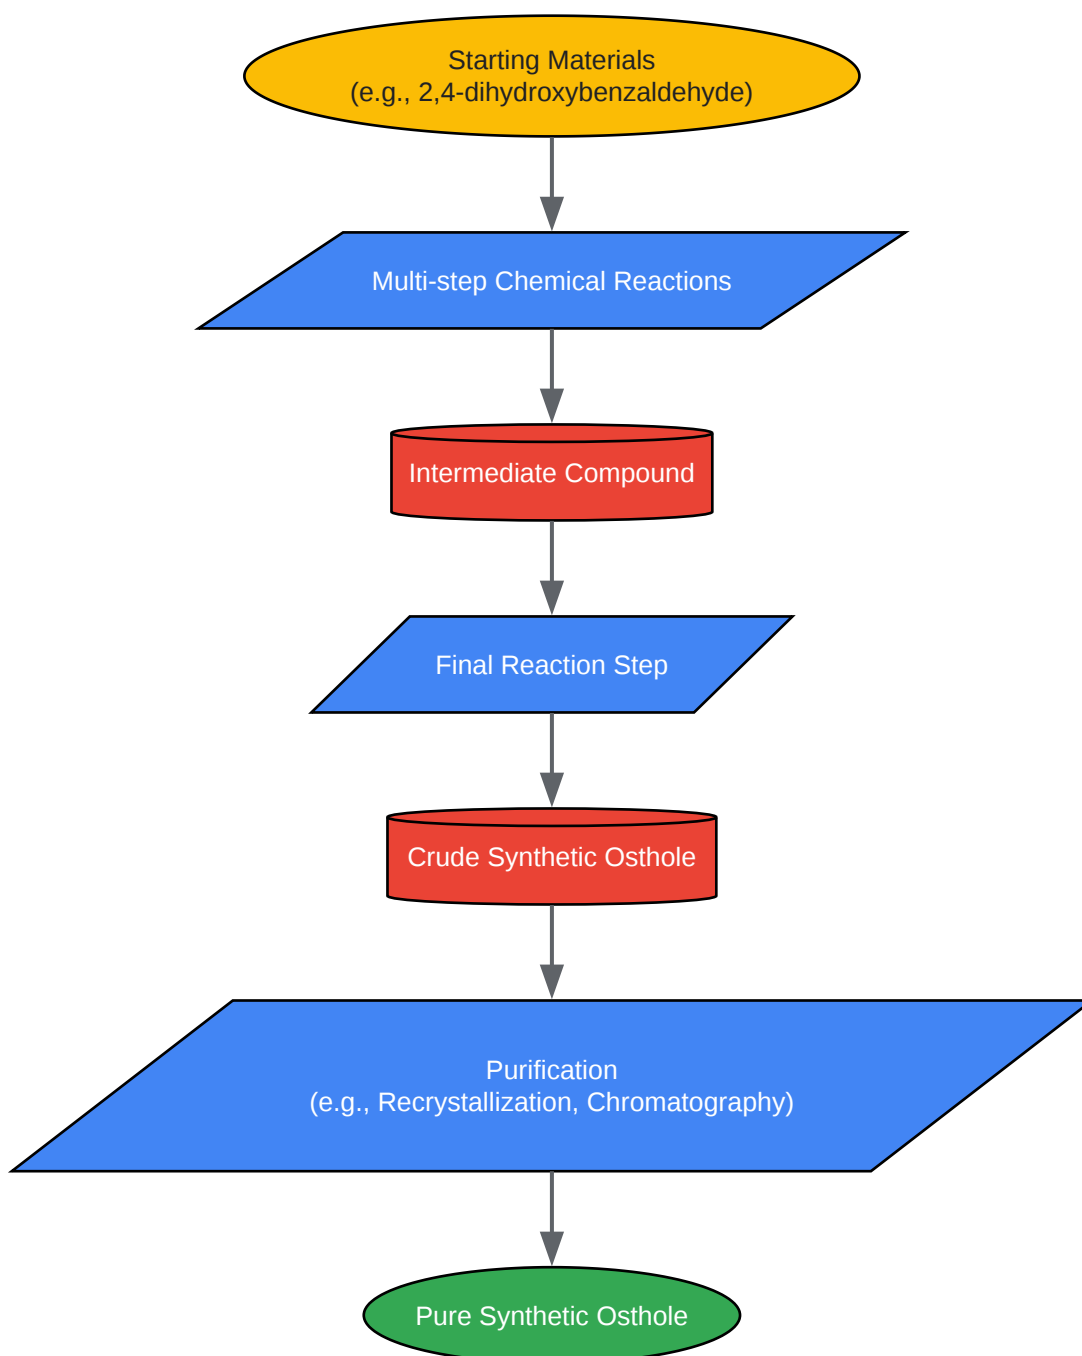 Starting Materials
(e.g., 2,4-dihydroxybenzaldehyde)
Multi-step Chemical Reactions
Intermediate Compound
Final Reaction Step
Crude Synthetic Osthole
Purification
(e.g., Recrystallization, Chromatography)
Pure Synthetic Osthole